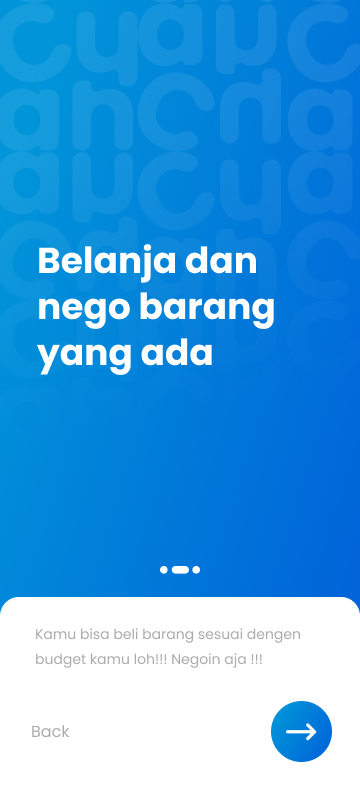 Belanja dan
nego barang
yang ada
Kamu bisa beli barang sesuai dengen
budget kamu loh!!! Negoin aja !!!
Back